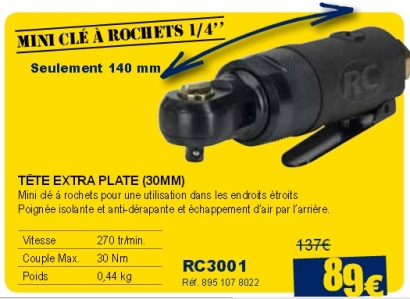 MINI CLÉ À ROCHETS 1/4’’
Seulement 140 mm
RC
TÊTE EXTRA PLATE (30MM)
Mini clé à rochets pour une utilisation dans les endroits étroits
Poignée isolante et anti-dérapante et échappement d’air par l’arrière.
Vitesse 270 tr/min.
Couple Max. 30 Nm
Poids 0,44 kg
RC3001
Réf. 895 107 8022
137€
89€